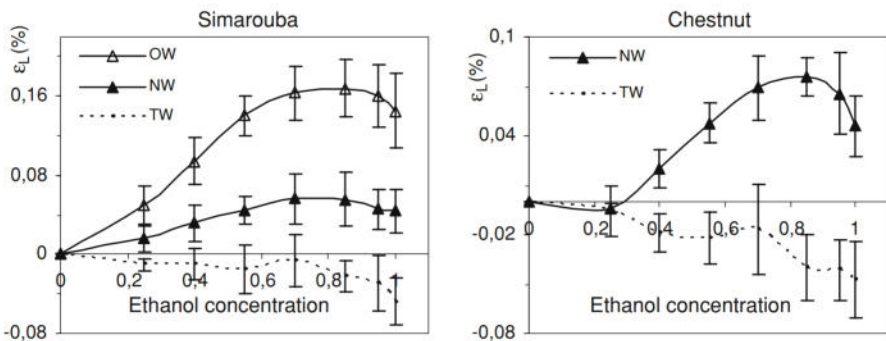 Simarouba
εL(%)
OW
NW
TW
0,16
0,08
0
-0,08
0
0,2
0,4
0,6
0,8
1
Ethanol concentration
Chestnut
εL(%)
NW
TW
0,1
0,04
-0,02
-0,08
0
0,2
0,4
0,6
0,8
1
Ethanol concentration